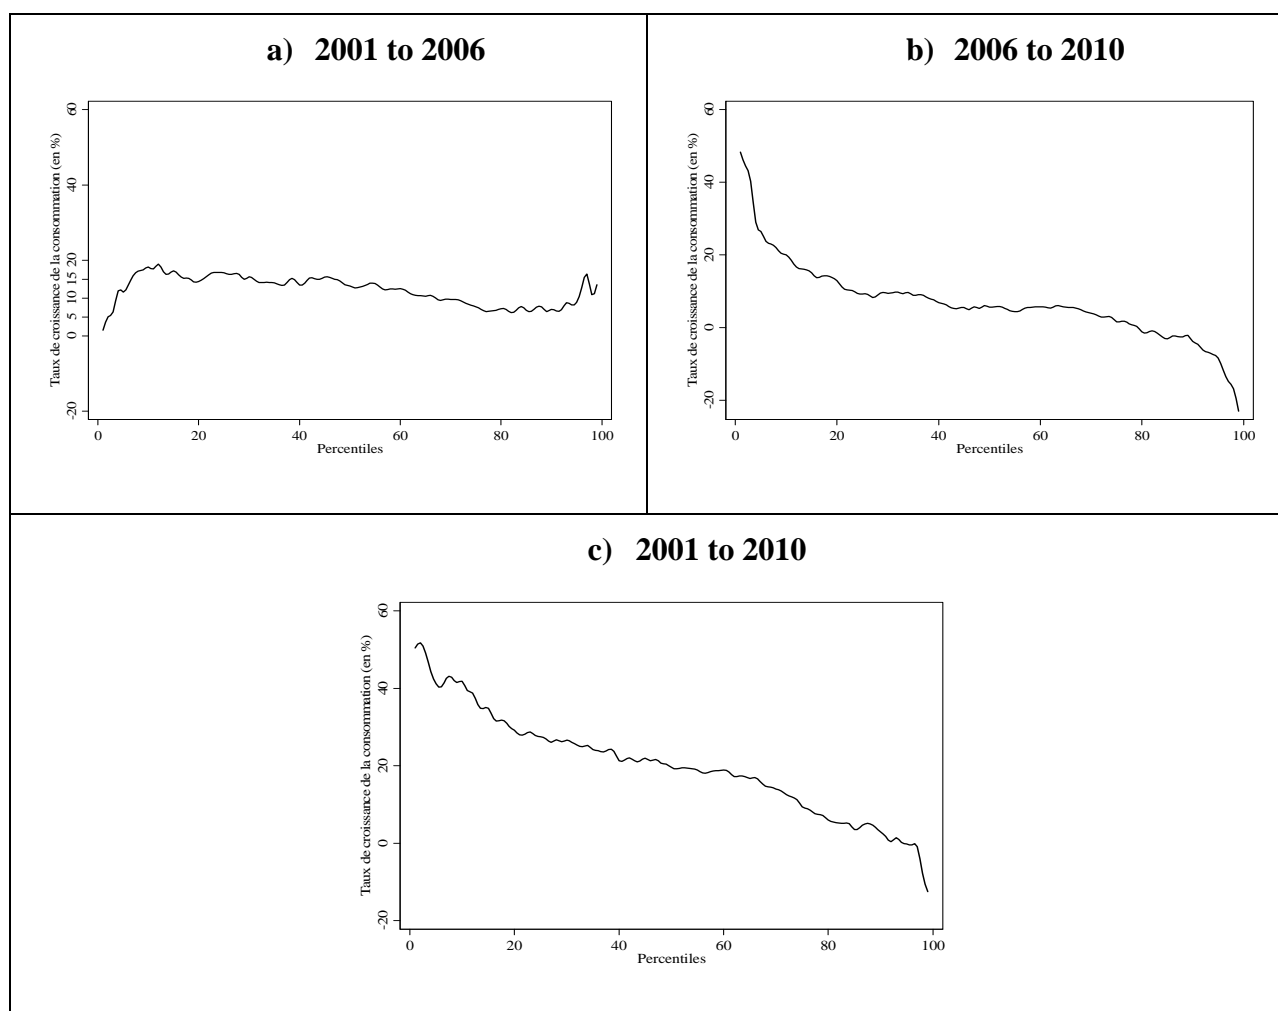 a) 2001 to 2006
Taux de croissance de la consommation (en %)
60
40
20
15
10
5
0
-20
0 20 40 60 80 100
Percentiles
b) 2006 to 2010
Taux de croissance de la consommation (en %)
60
40
20
0
-20
0 20 40 60 80 100
Percentiles
c) 2001 to 2010
Taux de croissance de la consommation (en %)
60
40
20
0
-20
0 20 40 60 80 100
Percentiles